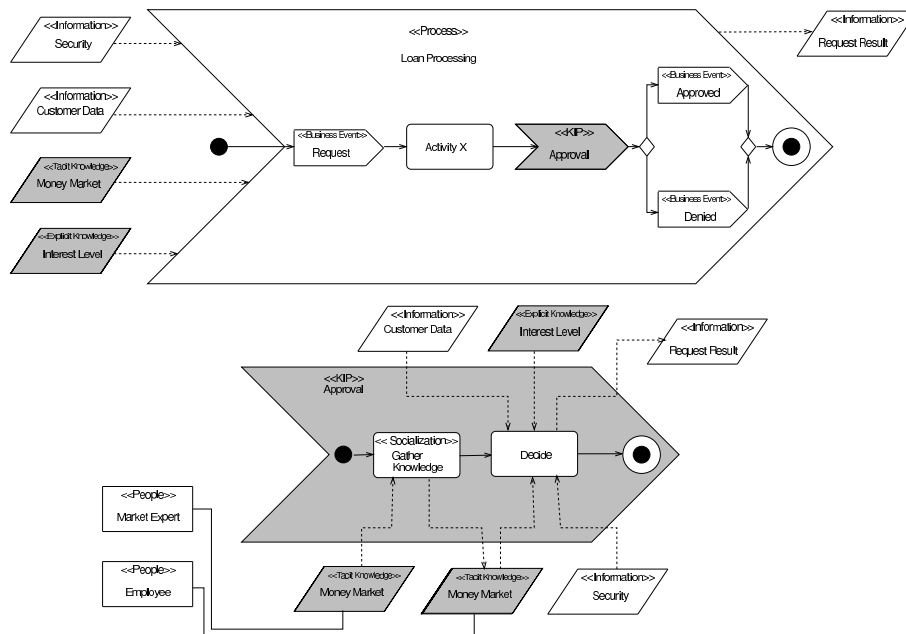 <<Information>>
Security
<<Process>>
Loan Processing
<<Information>>
Request Result
<<Information>>
Customer Data
<<Business Event>>
Approved
<<Business Event>>
Request
Activity X
<<KIP>>
Approval
<<Tacit Knowledge>>
Money Market
<<Business Event>>
Denied
<<Explicit Knowledge>>
Interest Level
<<Information>>
Customer Data
<<Explicit Knowledge>>
Interest Level
<<Information>>
Request Result
<<KIP>>
Approval
<< Socialization>>
Gather
Knowledge
Decide
<<People>>
Market Expert
<<People>>
Employee
<<Tacit Knowledge>>
Money Market
<<Tacit Knowledge>>
Money Market
<<Information>>
Security